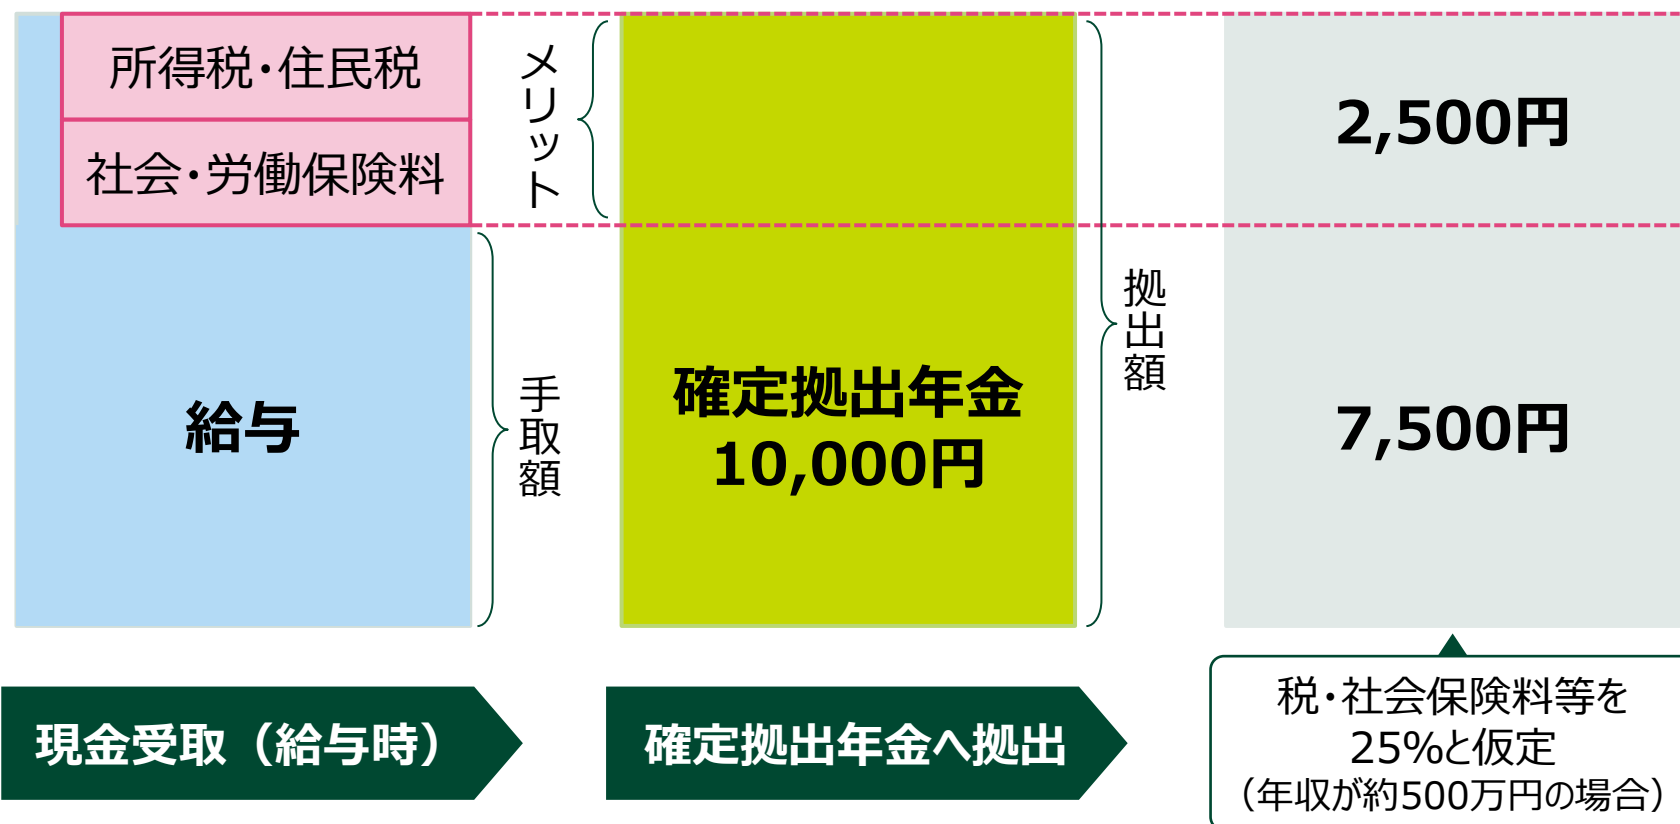 所得税・住民税
社会・労働保険料
メリット
2,500円
給与
手取額
確定拠出年金
10,000円
拠出額
7,500円
現金受取（給与時）
確定拠出年金へ拠出
税・社会保険料等を
25%と仮定
（年収が約500万円の場合）